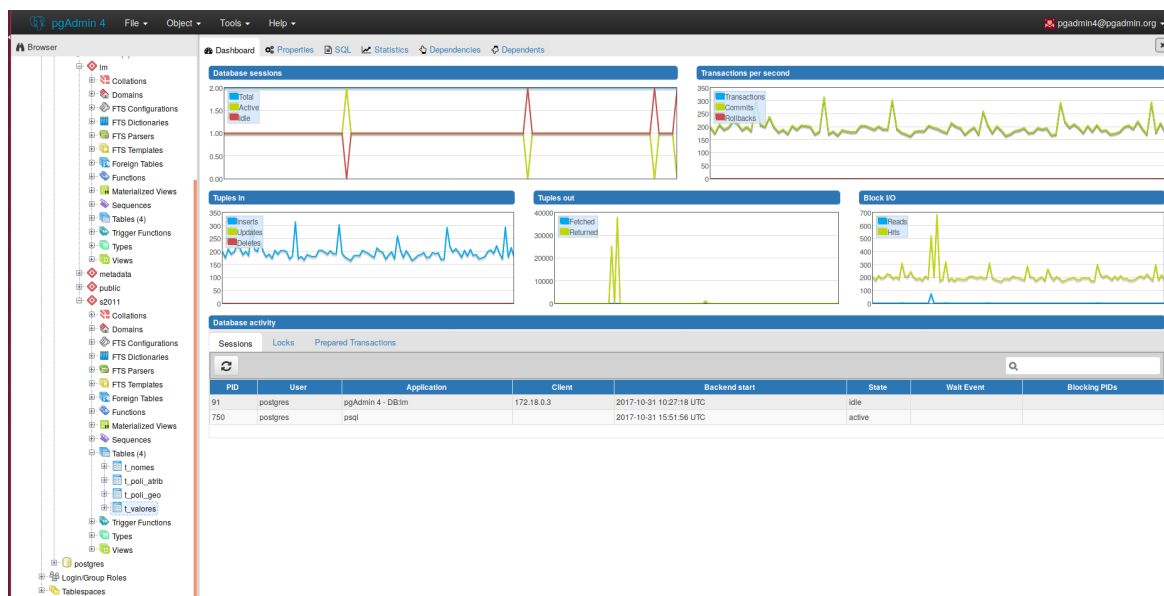 pgAdmin 4 File Object Tools Help pgadmin4@pgadmin.org
Browser
Dashboard Properties SQL Statistics Dependencies Dependents
lm
Collations
Domains
FTS Configurations
FTS Dictionaries
FTS Parsers
FTS Templates
Foreign Tables
Functions
Materialized Views
Sequences
Tables (4)
Trigger Functions
Types
Views
metadata
public
s2011
Collations
Domains
FTS Configurations
FTS Dictionaries
FTS Parsers
FTS Templates
Foreign Tables
Functions
Materialized Views
Sequences
Tables (4)
t_nomes
t_poli_atrib
t_poli_geo
t_valores
Trigger Functions
Types
Views
postgres
Login/Group Roles
Tablespaces
Database sessions
2.00
1.50
1.00
0.50
0.00
Total
Active
Idle
Transactions per second
350
300
250
200
150
100
50
0
Transactions
Commits
Rollbacks
Tuples in
350
300
250
200
150
100
50
0
Inserts
Updates
Deletes
Tuples out
40000
30000
20000
10000
0
Fetched
Returned
Block I/O
700
600
500
400
300
200
100
0
Reads
Hits
Database activity
Sessions Locks Prepared Transactions
PID User Application Client Backend start State Wait Event Blocking PIDs
91 postgres pgAdmin 4 - DB:lm 172.18.0.3 2017-10-31 10:27:18 UTC idle
750 postgres psql 2017-10-31 15:51:56 UTC active